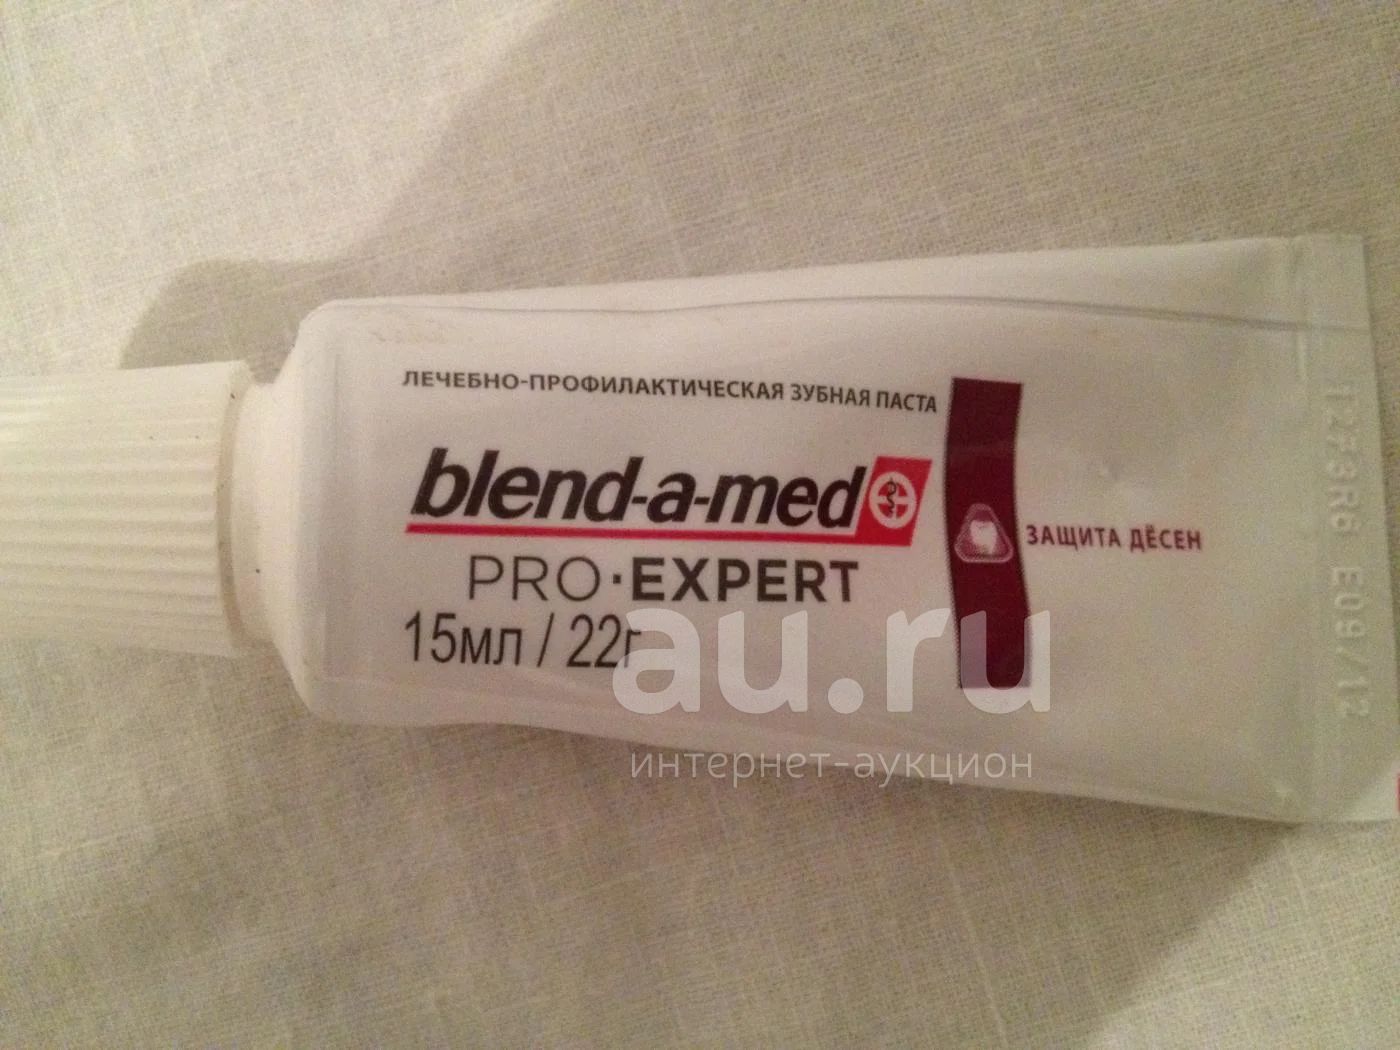 ЛЕЧЕБНО-ПРОФИЛАКТИЧЕСКАЯ ЗУБНАЯ ПАСТА
blend-a-med
PRO·EXPERT
15мл / 22г
ЗАЩИТА ДЁСЕН
E09/12
au.ru
интернет-аукцион